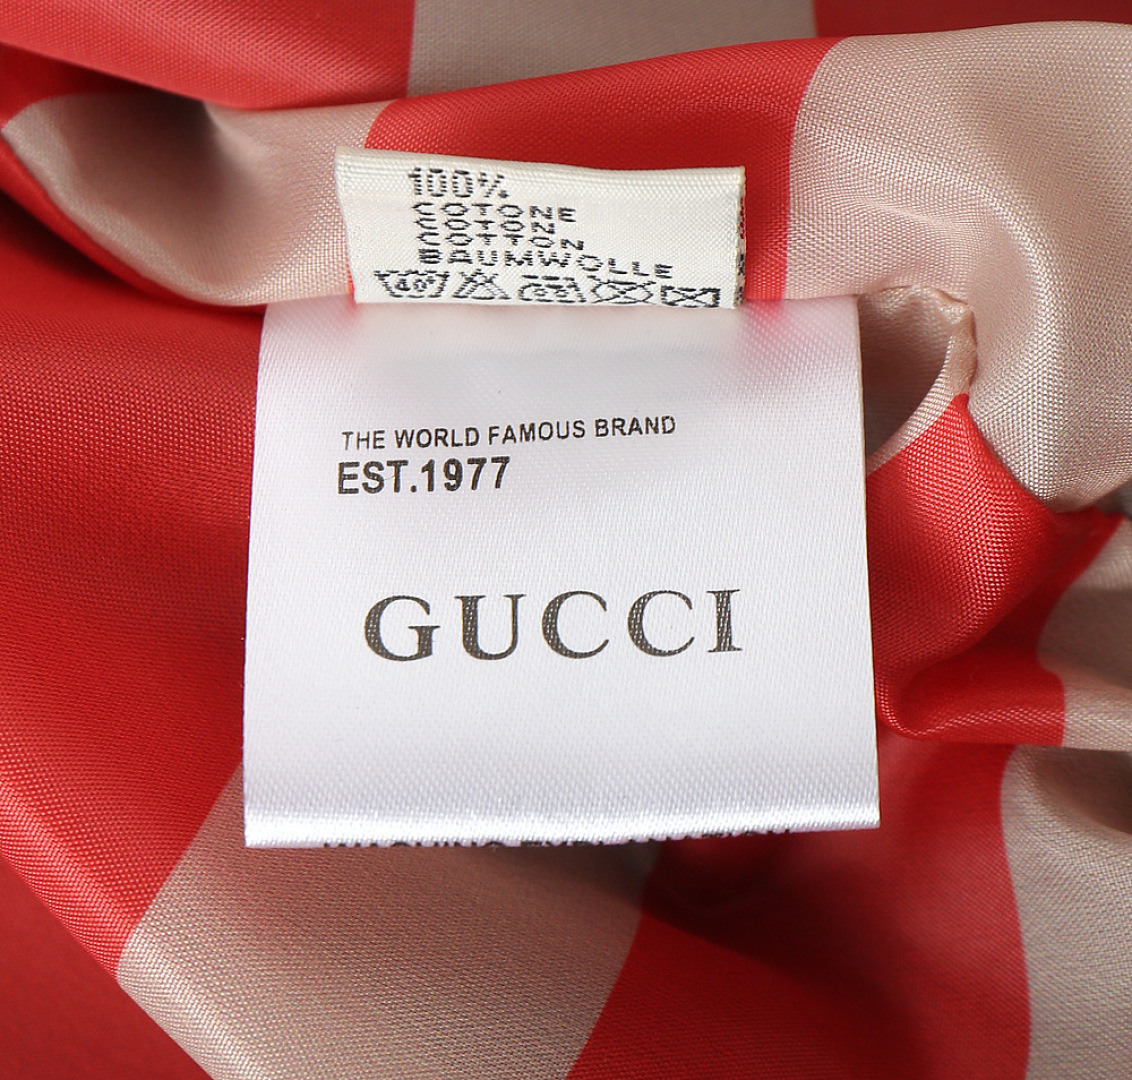 100%
COTONE
COTON
COTTON
BAUMWOLLE
THE WORLD FAMOUS BRAND
EST.1977
GUCCI